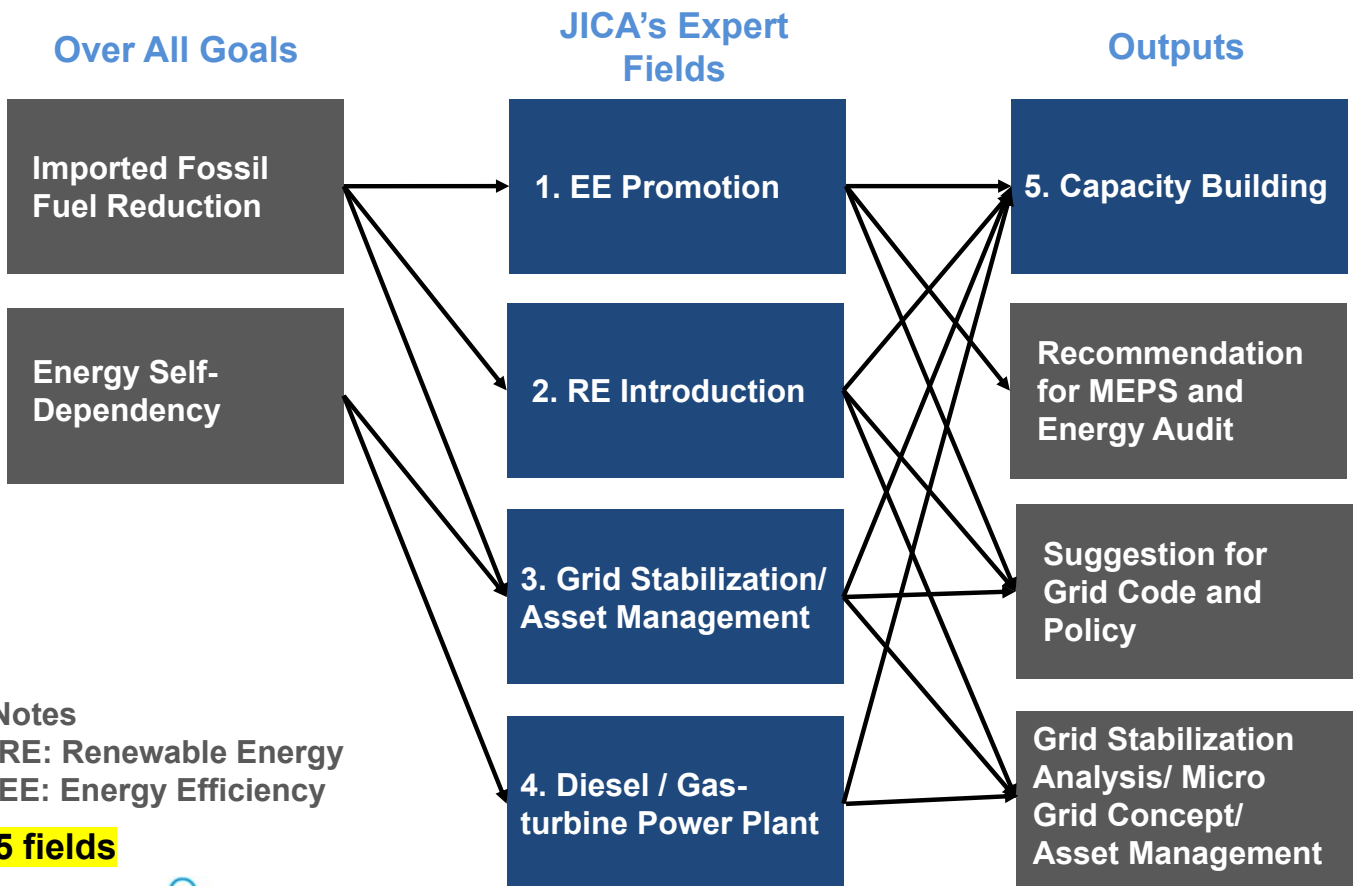 Over All Goals
JICA's Expert
Fields
Outputs
Imported Fossil
Fuel Reduction
Energy Self-
Dependency
1. EE Promotion
2. RE Introduction
3. Grid Stabilization/
Asset Management
4. Diesel / Gas-
turbine Power Plant
5. Capacity Building
Recommendation
for MEPS and
Energy Audit
Suggestion for
Grid Code and
Policy
Grid Stabilization
Analysis/ Micro
Grid Concept/
Asset Management
Notes
RE: Renewable Energy
EE: Energy Efficiency
5 fields